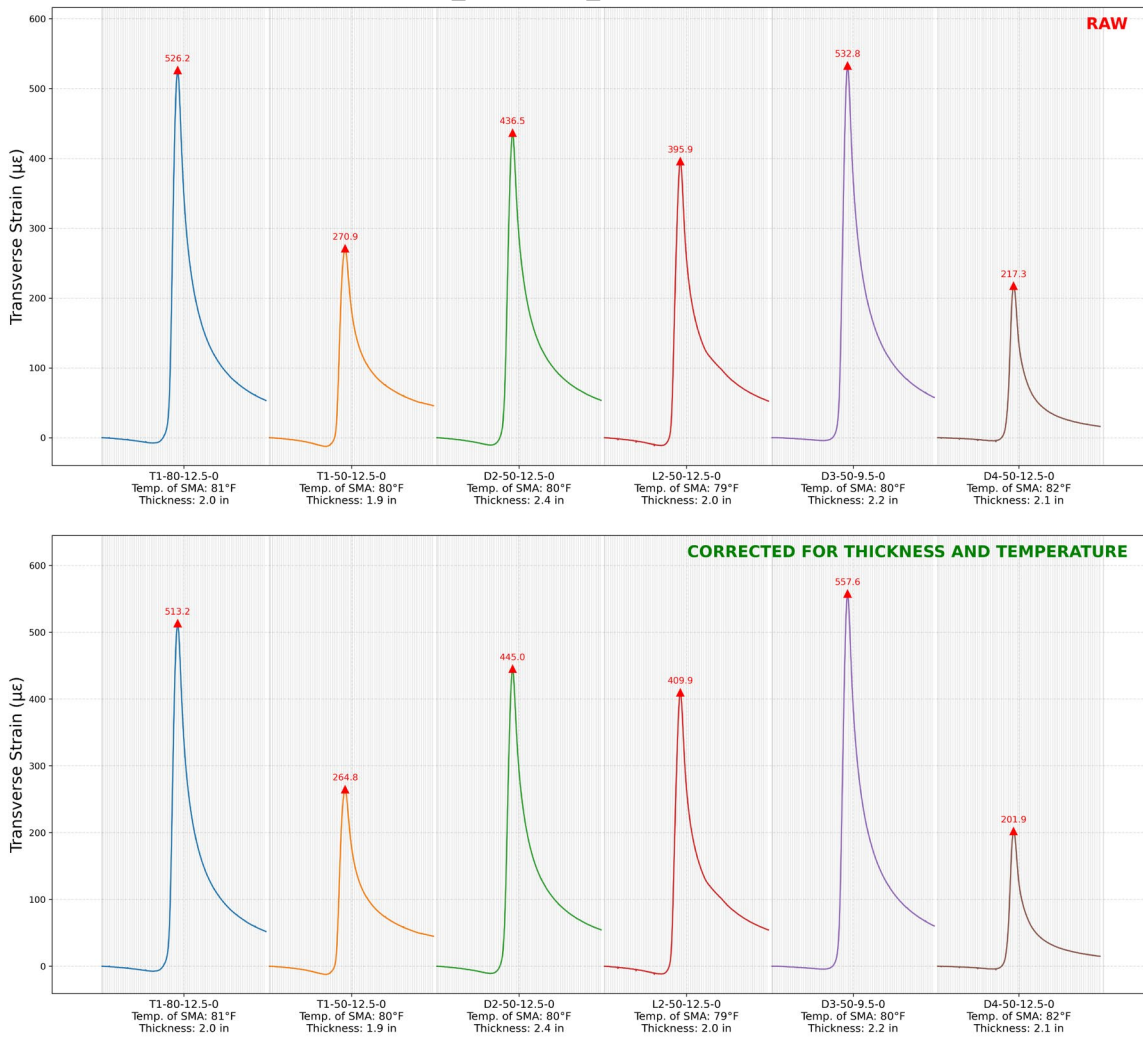 RAW
600
500
400
300
200
100
0
Transverse Strain (με)
526.2
270.9
436.5
395.9
532.8
217.3
T1-80-12.5-0
Temp. of SMA: 81°F
Thickness: 2.0 in
T1-50-12.5-0
Temp. of SMA: 80°F
Thickness: 1.9 in
D2-50-12.5-0
Temp. of SMA: 80°F
Thickness: 2.4 in
L2-50-12.5-0
Temp. of SMA: 79°F
Thickness: 2.0 in
D3-50-9.5-0
Temp. of SMA: 80°F
Thickness: 2.2 in
D4-50-12.5-0
Temp. of SMA: 82°F
Thickness: 2.1 in
CORRECTED FOR THICKNESS AND TEMPERATURE
600
500
400
300
200
100
0
Transverse Strain (με)
513.2
264.8
445.0
409.9
557.6
201.9
T1-80-12.5-0
Temp. of SMA: 81°F
Thickness: 2.0 in
T1-50-12.5-0
Temp. of SMA: 80°F
Thickness: 1.9 in
D2-50-12.5-0
Temp. of SMA: 80°F
Thickness: 2.4 in
L2-50-12.5-0
Temp. of SMA: 79°F
Thickness: 2.0 in
D3-50-9.5-0
Temp. of SMA: 80°F
Thickness: 2.2 in
D4-50-12.5-0
Temp. of SMA: 82°F
Thickness: 2.1 in